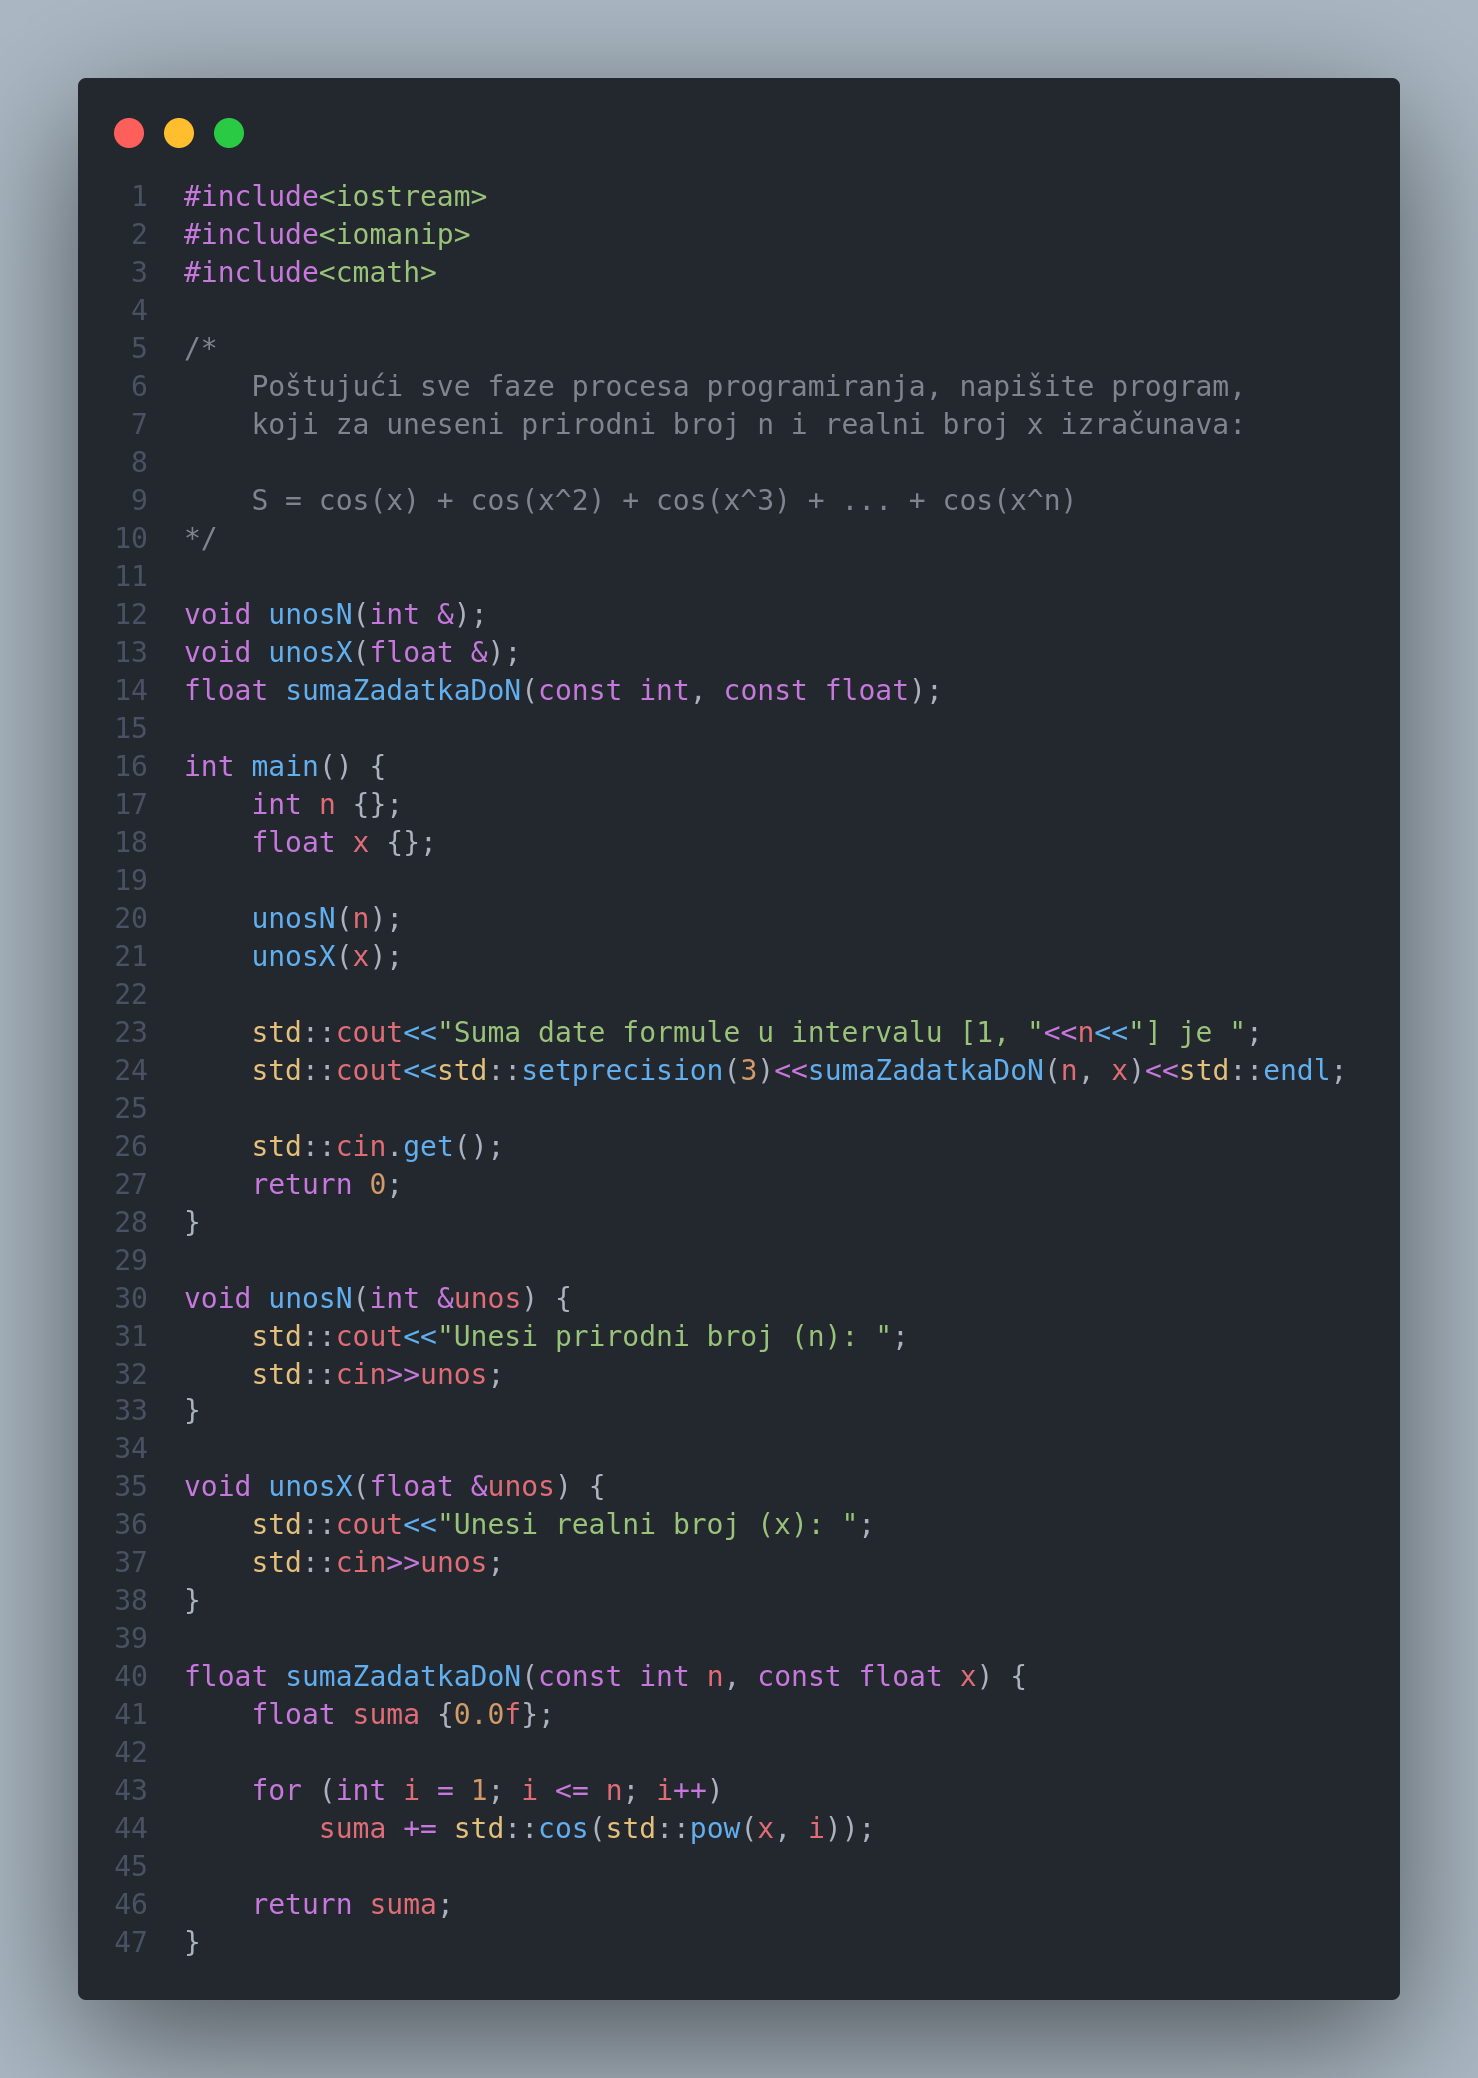 1 #include<iostream>
2 #include<iomanip>
3 #include<cmath>
4
5 /*
6     Poštujući sve faze procesa programiranja, napišite program,
7     koji za uneseni prirodni broj n i realni broj x izračunava:
8
9     S = cos(x) + cos(x^2) + cos(x^3) + ... + cos(x^n)
10 */
11
12 void unosN(int &);
13 void unosX(float &);
14 float sumaZadatkaDoN(const int, const float);
15
16 int main() {
17     int n {};
18     float x {};
19
20     unosN(n);
21     unosX(x);
22
23     std::cout<<"Suma date formule u intervalu [1, "<<n<<"] je ";
24     std::cout<<std::setprecision(3)<<sumaZadatkaDoN(n, x)<<std::endl;
25
26     std::cin.get();
27     return 0;
28 }
29
30 void unosN(int &unos) {
31     std::cout<<"Unesi prirodni broj (n): ";
32     std::cin>>unos;
33 }
34
35 void unosX(float &unos) {
36     std::cout<<"Unesi realni broj (x): ";
37     std::cin>>unos;
38 }
39
40 float sumaZadatkaDoN(const int n, const float x) {
41     float suma {0.0f};
42
43     for (int i = 1; i <= n; i++)
44         suma += std::cos(std::pow(x, i));
45
46     return suma;
47 }